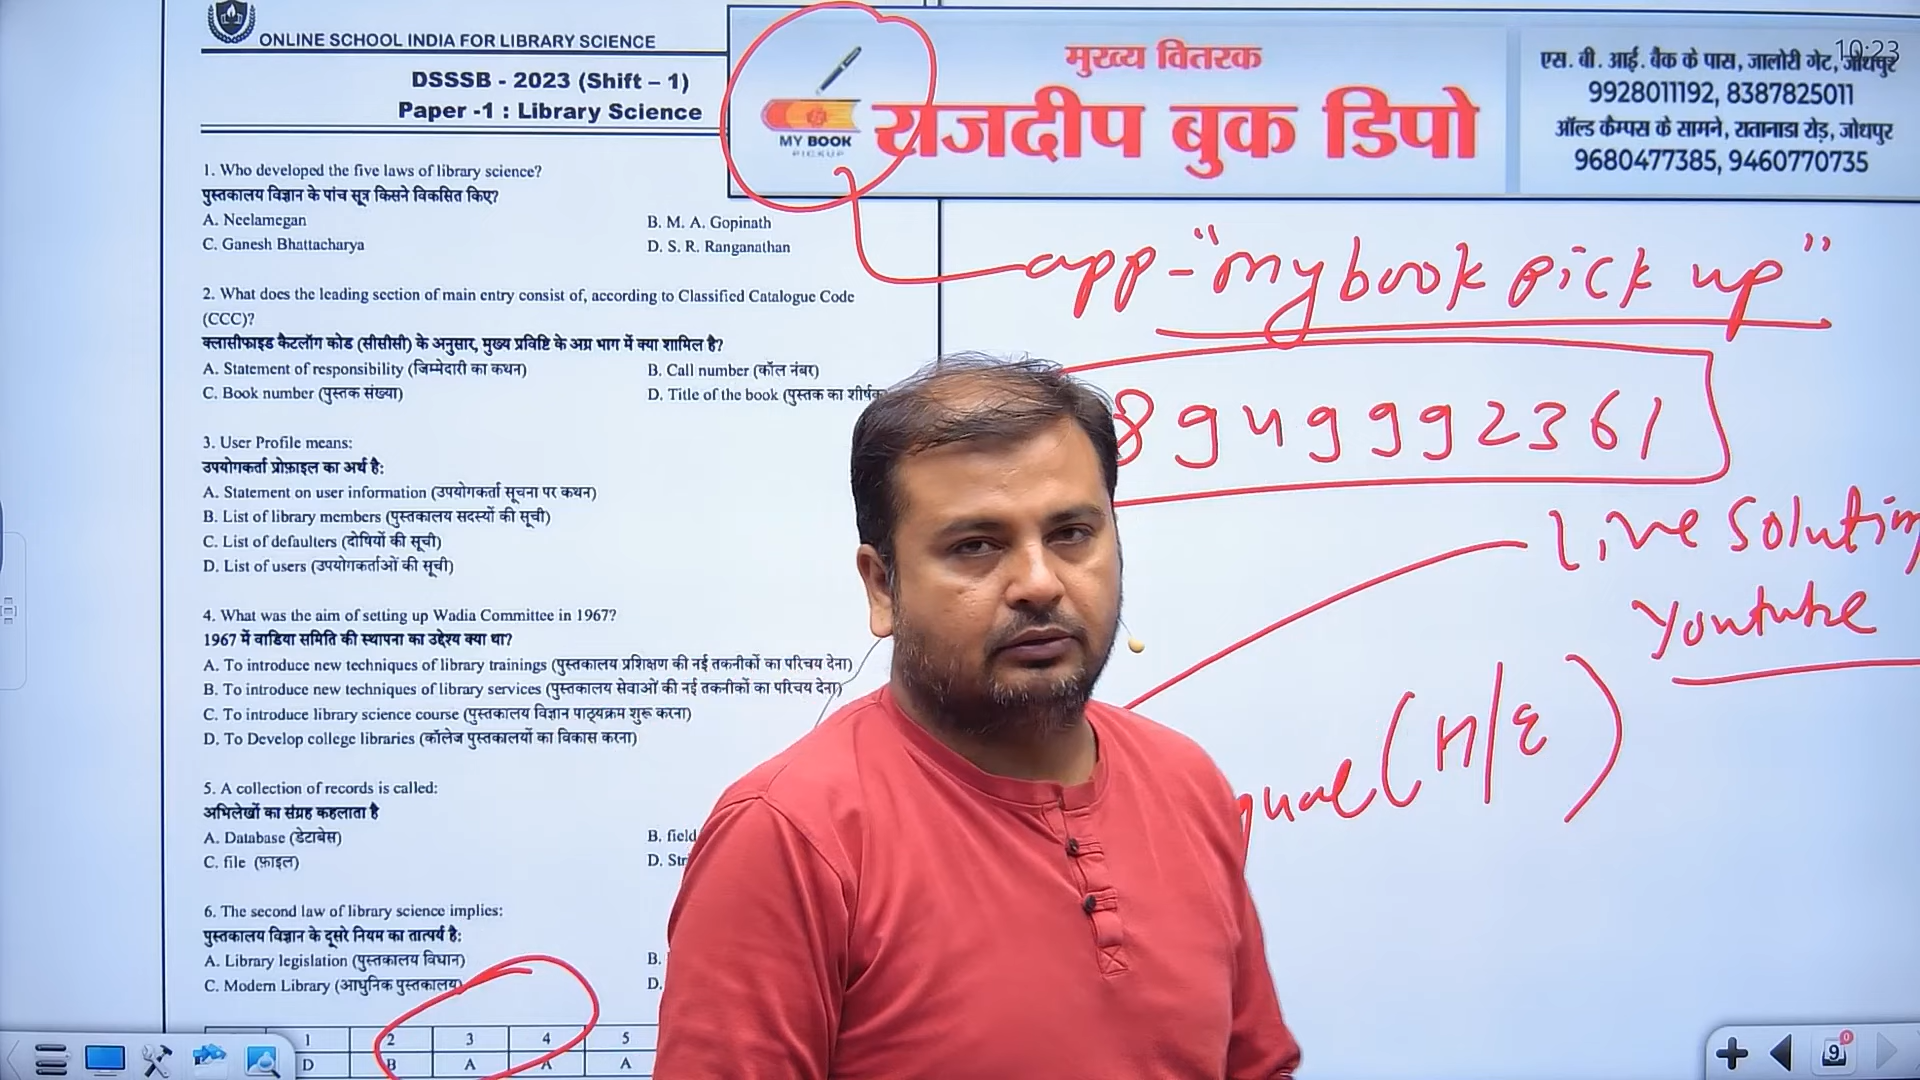 ONLINE SCHOOL INDIA FOR LIBRARY SCIENCE
DSSSB - 2023 (Shift – 1)
Paper -1 : Library Science
1. Who developed the five laws of library science?
पुस्तकालय विज्ञान के पांच सूत्र किसने विकसित किए?
A. Neelamegan
B. M. A. Gopinath
C. Ganesh Bhattacharya
D. S. R. Ranganathan
2. What does the leading section of main entry consist of, according to Classified Catalogue Code
(CCC)?
क्लासीफाइड कैटलॉग कोड (सीसीसी) के अनुसार, मुख्य प्रविष्टि के अग्र भाग में क्या शामिल है?
A. Statement of responsibility (जिम्मेदारी का कथन)
B. Call number (कॉल नंबर)
C. Book number (पुस्तक संख्या)
D. Title of the book (पुस्तक का शीर्षक
3. User Profile means:
उपयोगकर्ता प्रोफ़ाइल का अर्थ है:
A. Statement on user information (उपयोगकर्ता सूचना पर कथन)
B. List of library members (पुस्तकालय सदस्यों की सूची)
C. List of defaulters (दोषियों की सूची)
D. List of users (उपयोगकर्ताओं की सूची)
4. What was the aim of setting up Wadia Committee in 1967?
1967 में वाडिया समिति की स्थापना का उद्देश्य क्या था?
A. To introduce new techniques of library trainings (पुस्तकालय प्रशिक्षण की नई तकनीकों का परिचय देना)
B. To introduce new techniques of library services (पुस्तकालय सेवाओं की नई तकनीकों का परिचय देना)
C. To introduce library science course (पुस्तकालय विज्ञान पाठ्यक्रम शुरू करना)
D. To Develop college libraries (कॉलेज पुस्तकालयों का विकास करना)
5. A collection of records is called:
अभिलेखों का संग्रह कहलाता है
A. Database (डेटाबेस)
B. field
C. file (फ़ाइल)
D. Str
6. The second law of library science implies:
पुस्तकालय विज्ञान के दूसरे नियम का तात्पर्य है:
A. Library legislation (पुस्तकालय विधान)
B.
C. Modern Library (आधुनिक पुस्तकालय)
D.
1 2 3 4 5
D B A A A
MY BOOK
PICKUP
मुख्य वितरक
राजदीप बुक डिपो
10:23
एस. बी. आई. बैंक के पास, जालोरी गेट, जोधपुर
9928011192, 8387825011
ऑल्ड कैम्पस के सामने, रातानाडा रोड़, जोधपुर
9680477385, 9460770735
app - "my book pick up"
8949992361
Live solution
Youtube
(H/E)
9
0